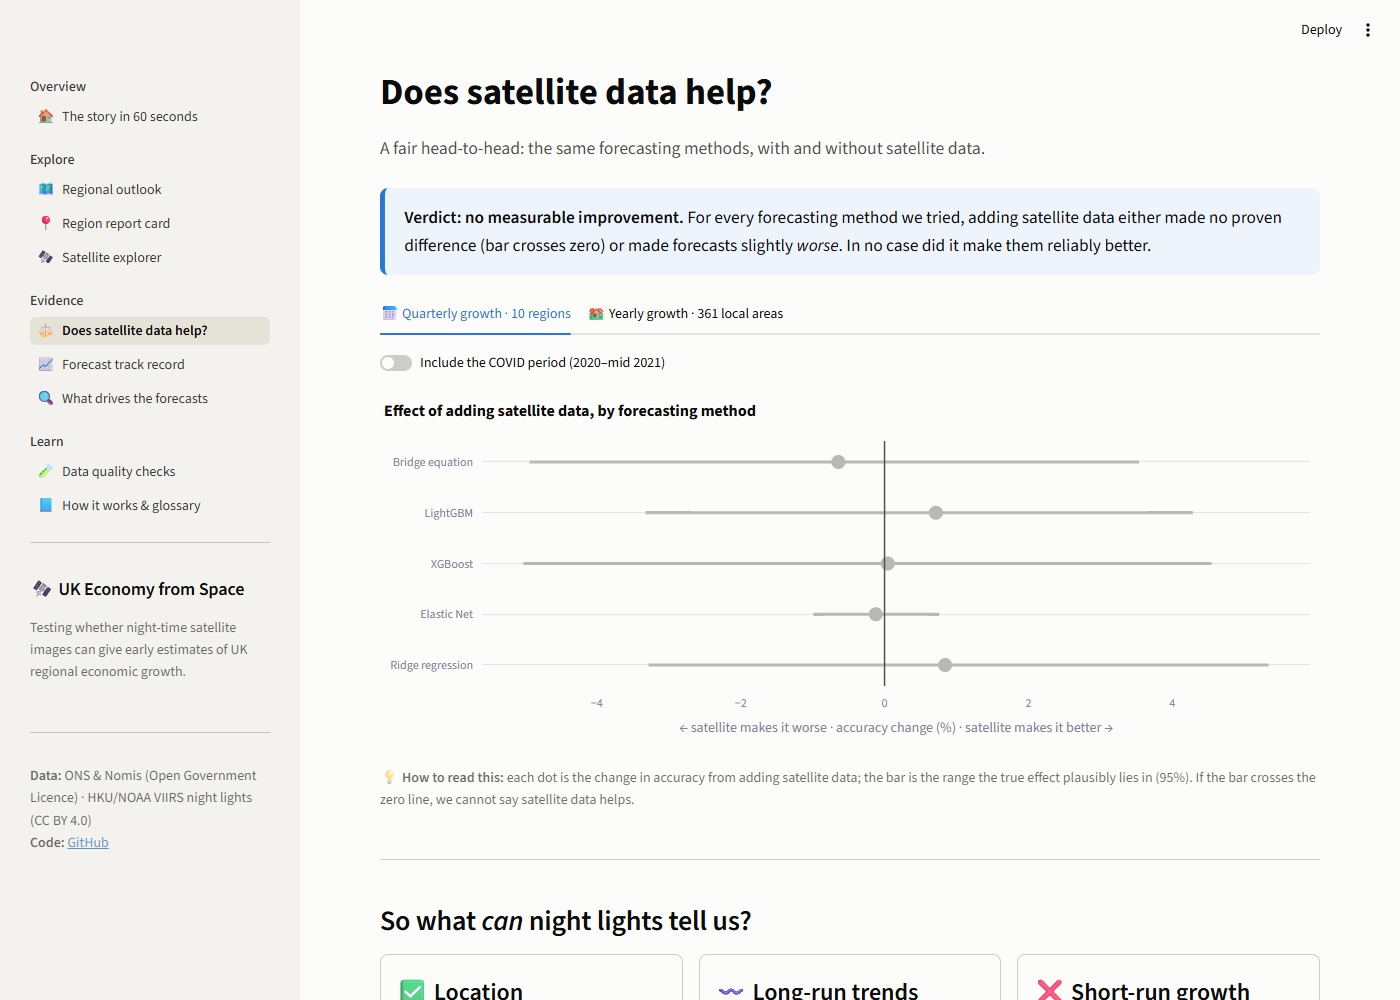 Deploy
Overview
The story in 60 seconds
Explore
Regional outlook
Region report card
Satellite explorer
Evidence
Does satellite data help?
Forecast track record
What drives the forecasts
Learn
Data quality checks
How it works & glossary
UK Economy from Space
Testing whether night-time satellite
images can give early estimates of UK
regional economic growth.
Data: ONS & Nomis (Open Government
Licence) · HKU/NOAA VIIRS night lights
(CC BY 4.0)
Code: GitHub
Does satellite data help?
A fair head-to-head: the same forecasting methods, with and without satellite data.
Verdict: no measurable improvement. For every forecasting method we tried, adding satellite data either made no proven
difference (bar crosses zero) or made forecasts slightly worse. In no case did it make them reliably better.
Quarterly growth · 10 regions
Yearly growth · 361 local areas
Include the COVID period (2020–mid 2021)
Effect of adding satellite data, by forecasting method
Bridge equation
LightGBM
XGBoost
Elastic Net
Ridge regression
−4 −2 0 2 4
← satellite makes it worse · accuracy change (%) · satellite makes it better →
How to read this: each dot is the change in accuracy from adding satellite data; the bar is the range the true effect plausibly lies in (95%). If the bar crosses the
zero line, we cannot say satellite data helps.
So what can night lights tell us?
Location
Long-run trends
Short-run growth